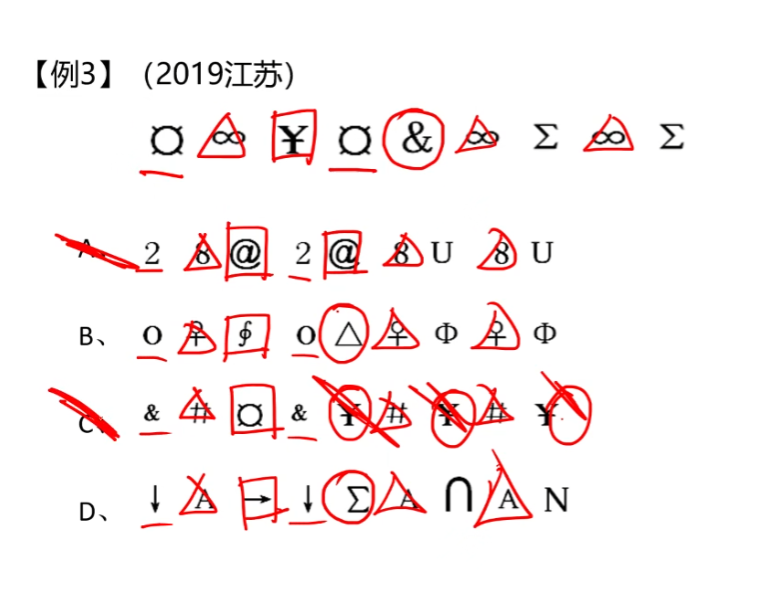 【例3】（2019江苏）
¤ ∞ ¥ ¤ & ∞ Σ ∞ Σ
A、 2 8 @ 2 @ 8 U 8 U
B、 O ♀ ∮ O △ ♀ Φ ♀ Φ
C、 & # ¤ & ¥ # ¥ # ¥
D、 ↓ A → ↓ Σ A ∩ A N